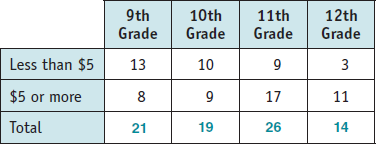 9th Grade 10th Grade 11th Grade 12th Grade
Less than $5 13 10 9 3
$5 or more 8 9 17 11
Total 21 19 26 14